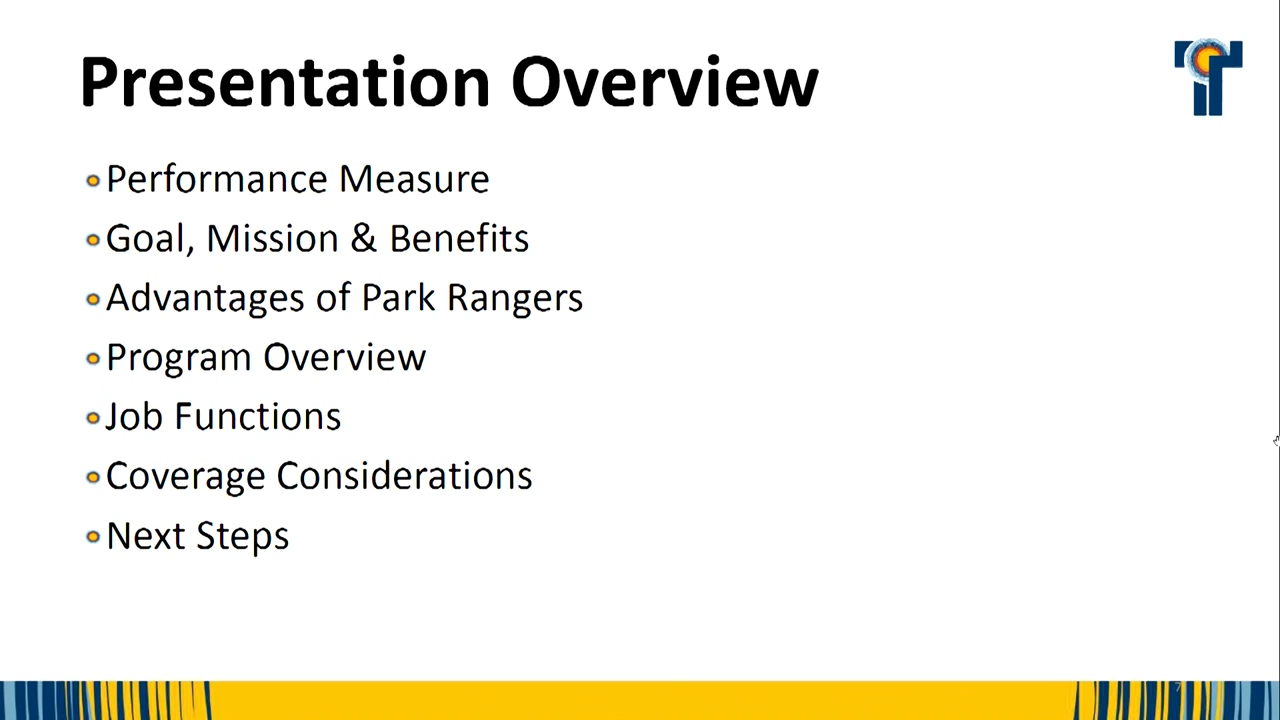 Presentation Overview
Performance Measure
Goal, Mission & Benefits
Advantages of Park Rangers
Program Overview
Job Functions
Coverage Considerations
Next Steps